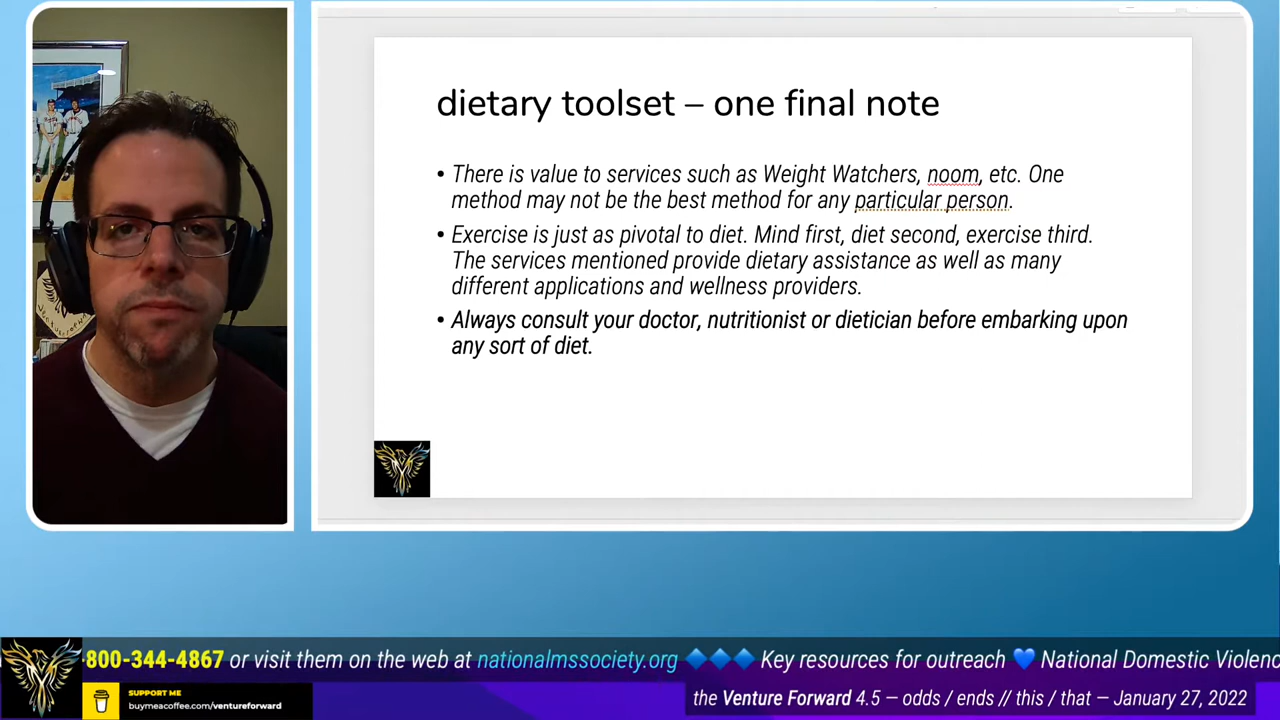 dietary toolset – one final note
• There is value to services such as Weight Watchers, noom, etc. One
method may not be the best method for any particular person.
• Exercise is just as pivotal to diet. Mind first, diet second, exercise third.
The services mentioned provide dietary assistance as well as many
different applications and wellness providers.
• Always consult your doctor, nutritionist or dietician before embarking upon
any sort of diet.
-800-344-4867 or visit them on the web at nationalmssociety.org 🔷🔷🔷 Key resources for outreach 💙 National Domestic Violenc
SUPPORT ME
buymeacoffee.com/ventureforward
the Venture Forward 4.5 — odds / ends // this / that — January 27, 2022